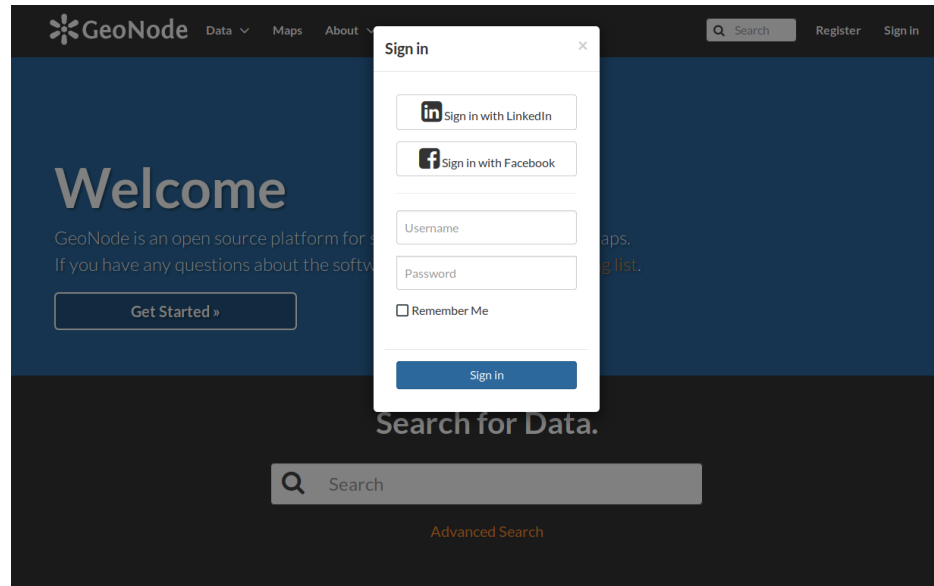 GeoNode Data Maps About Search Register Sign in
Sign in ×
in Sign in with LinkedIn
f Sign in with Facebook
Welcome
GeoNode is an open source platform for s aps.
If you have any questions about the softw g list.
Username
Password
Remember Me
Get Started »
Sign in
Search for Data.
Search
Advanced Search